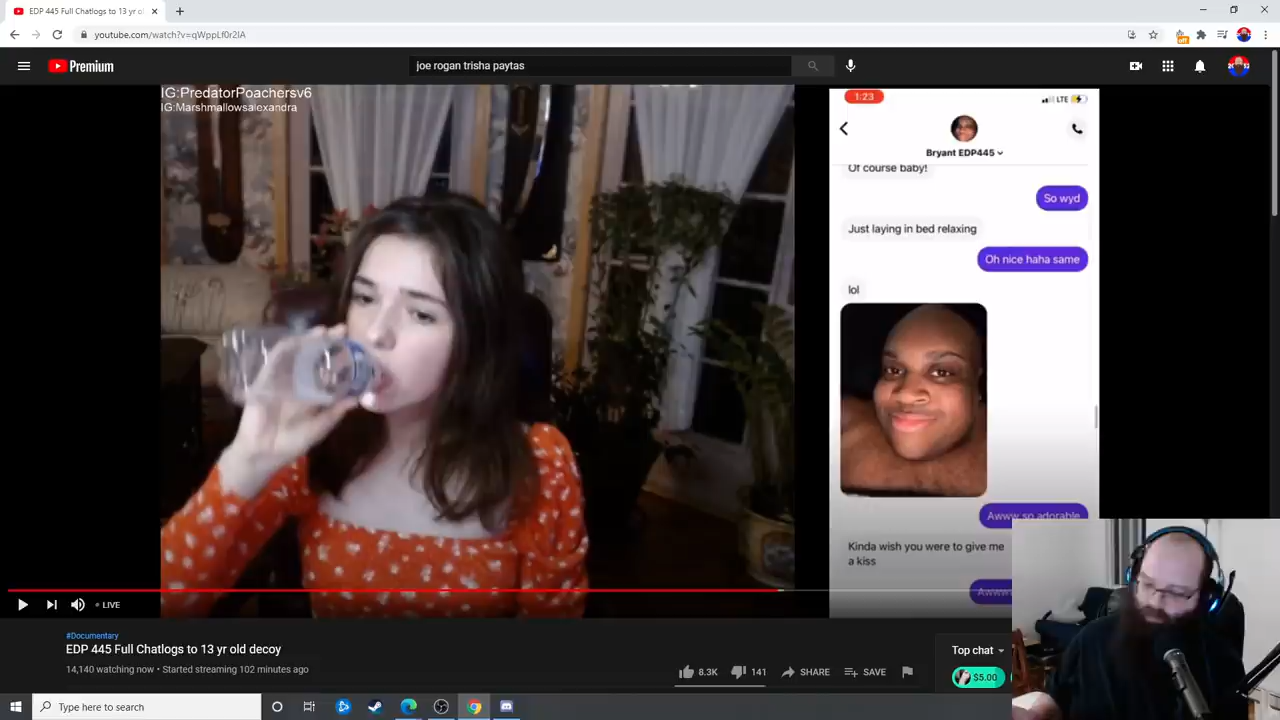 EDP 445 Full Chatlogs to 13 yr ol
youtube.com/watch?v=qWppLf0r2IA
off
Premium
joe rogan trisha paytas
IG:PredatorPoachersv6
IG:Marshmallowsalexandra
1:23
LTE
Bryant EDP445
Of course baby!
So wyd
Just laying in bed relaxing
Oh nice haha same
lol
Awww so adorable
Kinda wish you were to give me
a kiss
LIVE
#Documentary
EDP 445 Full Chatlogs to 13 yr old decoy
14,140 watching now • Started streaming 102 minutes ago
8.3K
141
SHARE
SAVE
Top chat
$5.00
Type here to search